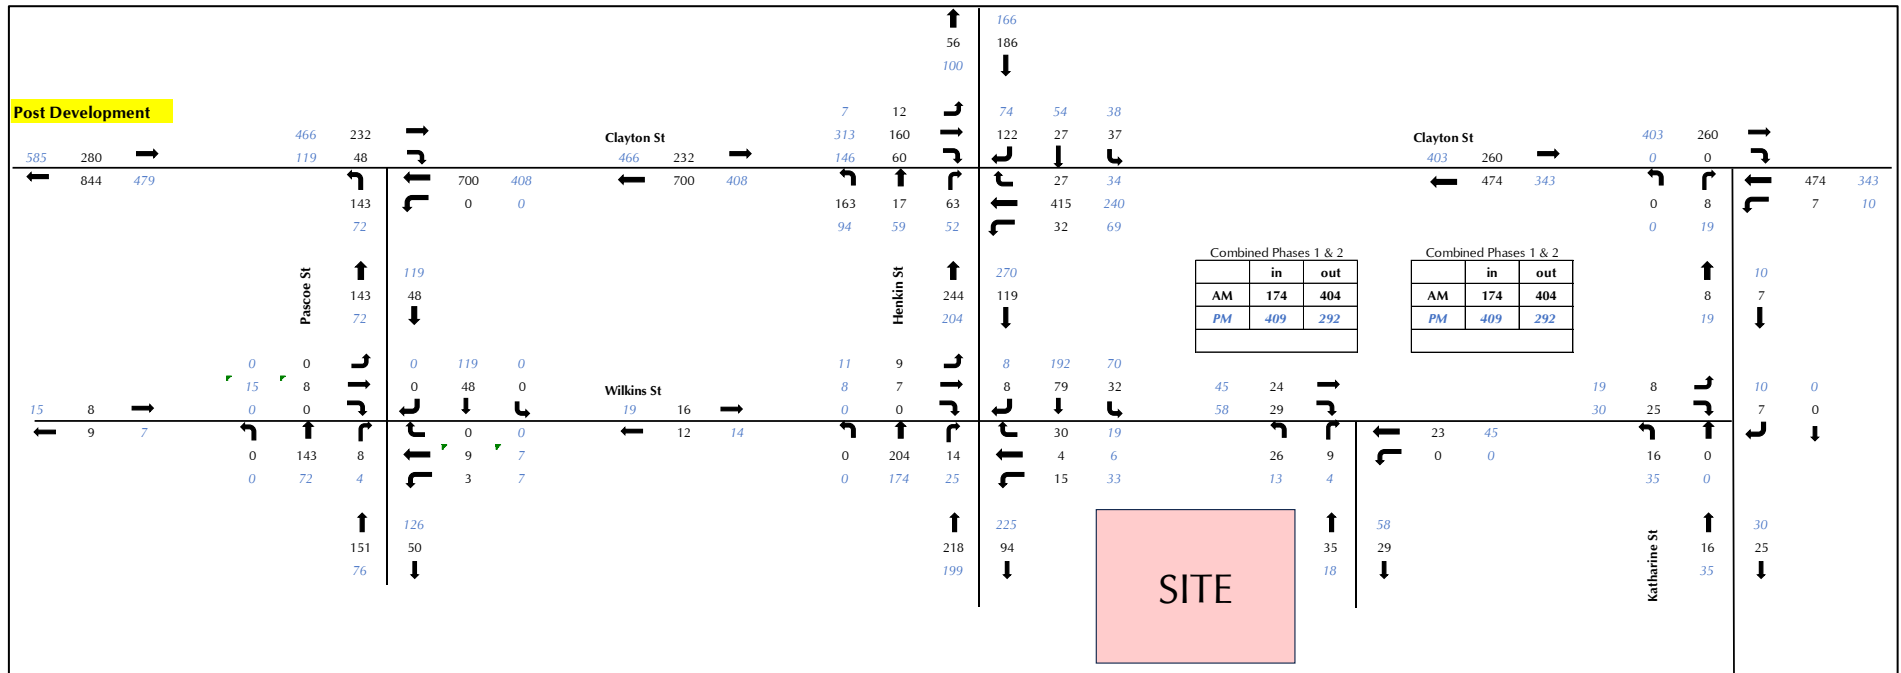 166
56 186
100
7 12 74 54 38
Post Development
466 232 Clayton St 313 160 122 27 37 Clayton St 403 260
585 280 119 48 466 232 146 60 403 260 0 0
844 479 700 408 700 408 27 34 474 343 474 343
143 0 0 163 17 63 415 240 0 8 7 10
72 94 59 52 32 69 0 19
Combined Phases 1 & 2 Combined Phases 1 & 2
Pascoe St 119 Henkin St 270 in out in out 10
143 48 244 119 AM 174 404 AM 174 404 8 7
72 204 PM 409 292 PM 409 292 19
0 0 0 119 0 11 9 8 192 70
15 8 0 48 0 Wilkins St 8 7 8 79 32 45 24 19 8 10 0
15 8 0 0 19 16 0 0 58 29 30 25 7 0
9 7 0 0 12 14 30 19 23 45
0 143 8 9 7 0 204 14 4 6 26 9 0 0 16 0
0 72 4 3 7 0 174 25 15 33 13 4 35 0
126 225 58 Katharine St 30
151 50 218 94 35 29 16 25
76 199 18 35
SITE